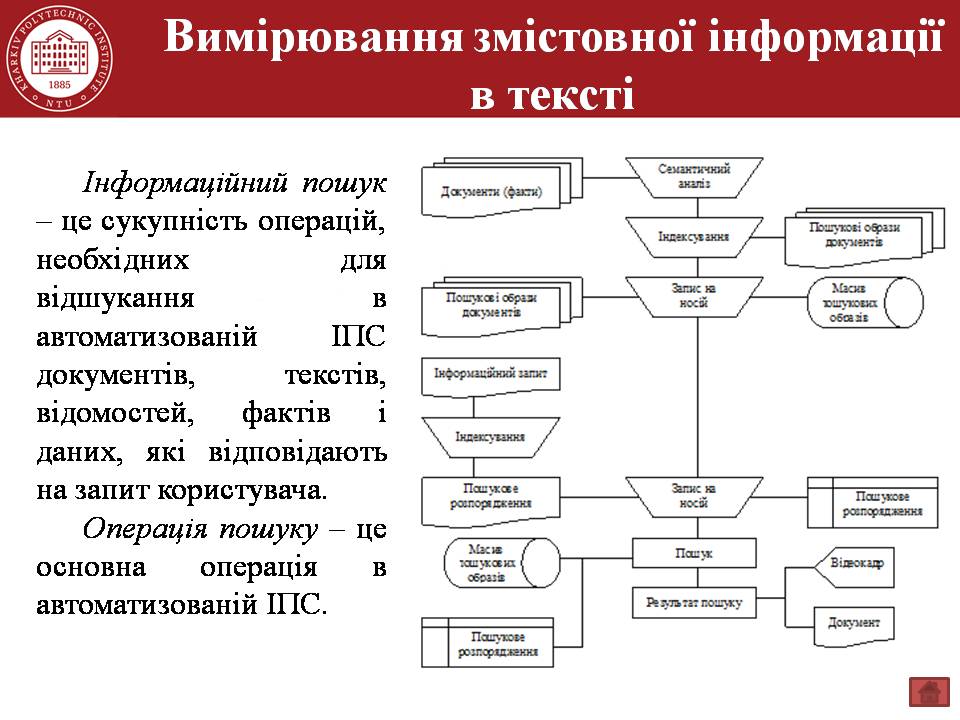 Вимірювання змістовної інформації
в тексті
KHARKIV POLYTECHNIC INSTITUTE
1885
NTU
Інформаційний пошук
– це сукупність операцій,
необхідних для
відшукання в
автоматизованій ІПС
документів, текстів,
відомостей, фактів і
даних, які відповідають
на запит користувача.
Операція пошуку – це
основна операція в
автоматизованій ІПС.
Документи (факти)
Семантичний
аналіз
Індексування
Пошукові образи
документів
Пошукові образи
документів
Запис на
носій
Масив
пошукових
образів
Інформаційний запит
Індексування
Пошукове
розпорядження
Запис на
носій
Пошукове
розпорядження
Масив
пошукових
образів
Пошук
Відеокадр
Результат пошуку
Документ
Пошукове
розпорядження